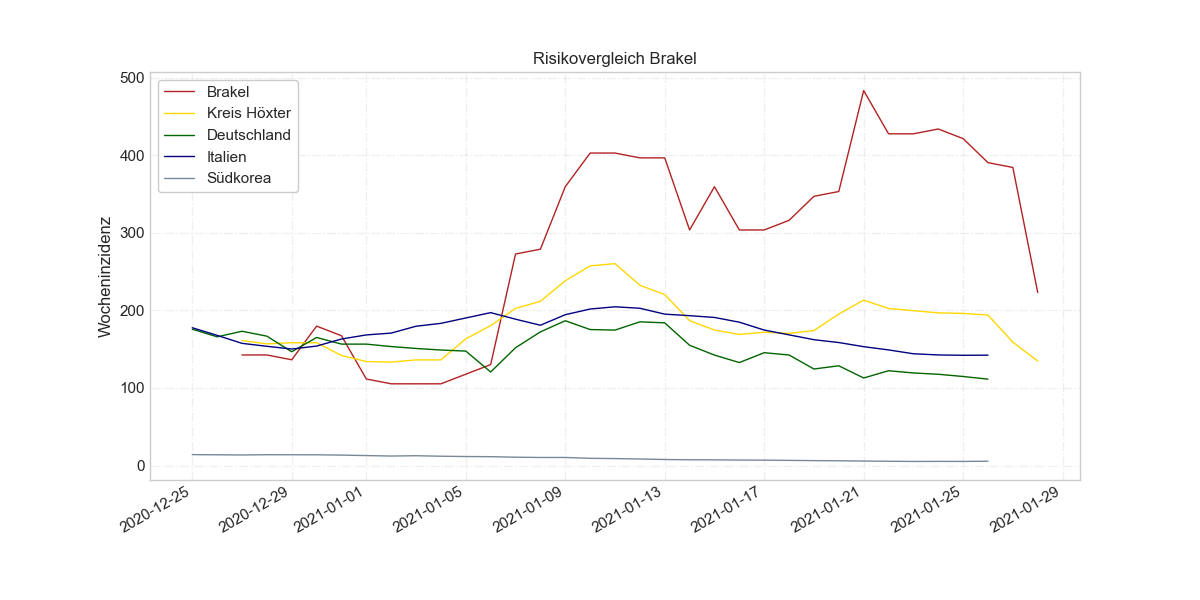 Risikovergleich Brakel
Wocheninzidenz
500
400
300
200
100
0
Brakel
Kreis Höxter
Deutschland
Italien
Südkorea
2020-12-25
2020-12-29
2021-01-01
2021-01-05
2021-01-09
2021-01-13
2021-01-17
2021-01-21
2021-01-25
2021-01-29